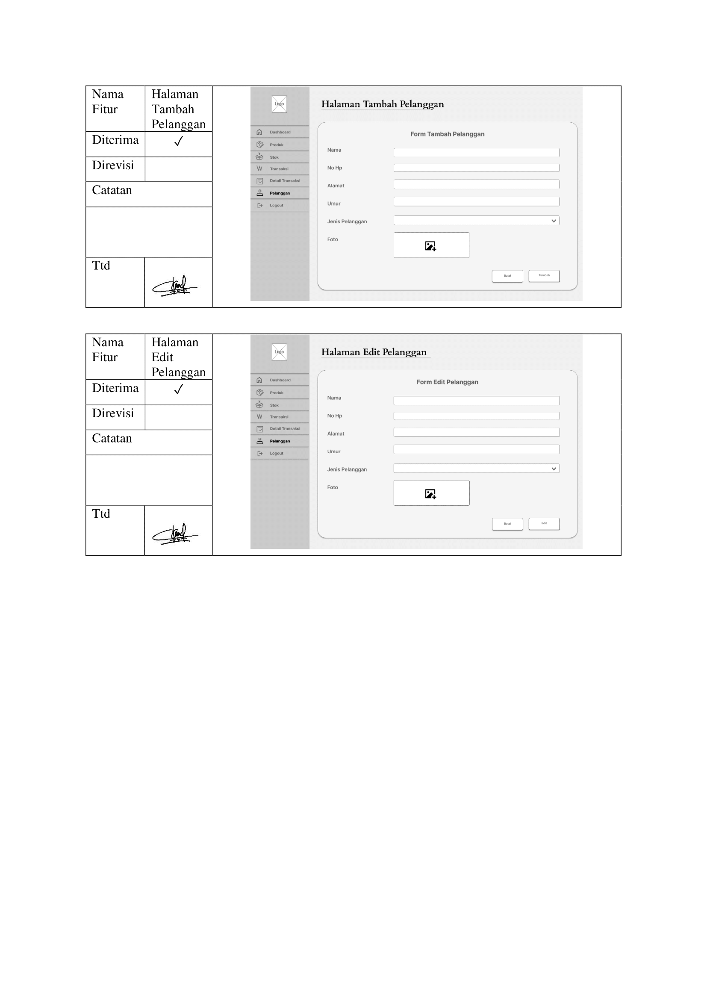 Nama
Fitur
Halaman
Tambah
Pelanggan
Diterima ✓
Direvisi
Catatan
Ttd
Logo
Dashboard
Produk
Stok
Transaksi
Detail Transaksi
Pelanggan
Logout
Halaman Tambah Pelanggan
Form Tambah Pelanggan
Nama
No Hp
Alamat
Umur
Jenis Pelanggan
Foto
Batal Tambah
Nama
Fitur
Halaman
Edit
Pelanggan
Diterima ✓
Direvisi
Catatan
Ttd
Logo
Dashboard
Produk
Stok
Transaksi
Detail Transaksi
Pelanggan
Logout
Halaman Edit Pelanggan
Form Edit Pelanggan
Nama
No Hp
Alamat
Umur
Jenis Pelanggan
Foto
Batal Edit